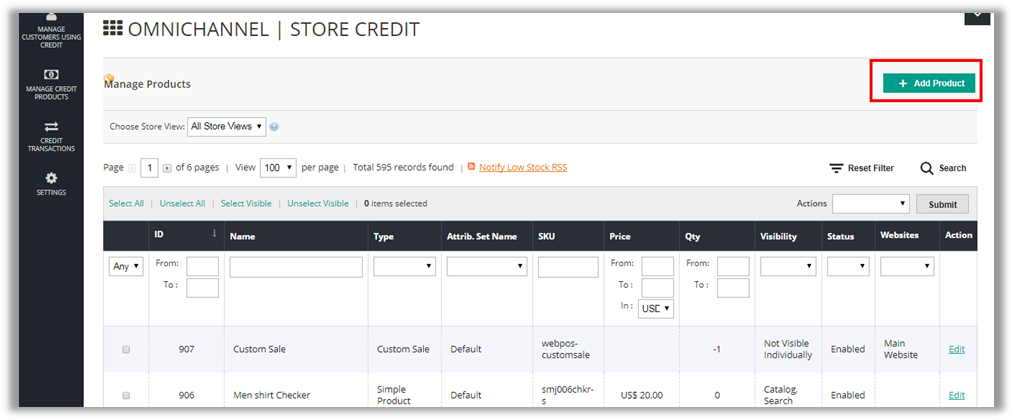 MANAGE
CUSTOMERS USING
CREDIT
MANAGE CREDIT
PRODUCTS
CREDIT
TRANSACTIONS
SETTINGS
OMNICHANNEL | STORE CREDIT
Manage Products
+ Add Product
Choose Store View: All Store Views
Page 1 of 6 pages | View 100 per page | Total 595 records found | Notify Low Stock RSS
Reset Filter Search
Select All | Unselect All | Select Visible | Unselect Visible | 0 items selected Actions Submit
ID Name Type Attrib. Set Name SKU Price Qty Visibility Status Websites Action
Any From: From: From:
To : To : To :
In : USD
907 Custom Sale Custom Sale Default webpos-customsale -1 Not Visible Individually Enabled Main Website Edit
906 Men shirt Checker Simple Product Default smj006chkr-s US$ 20.00 0 Catalog, Search Enabled Edit